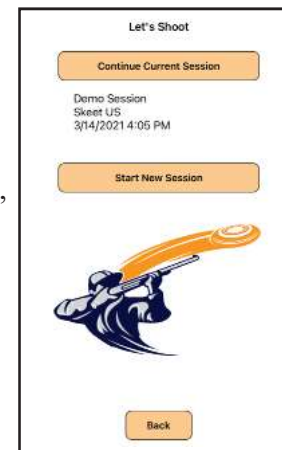 Let's Shoot
Continue Current Session
Demo Session
Skeet US
3/14/2021 4:05 PM
,
Start New Session
Back